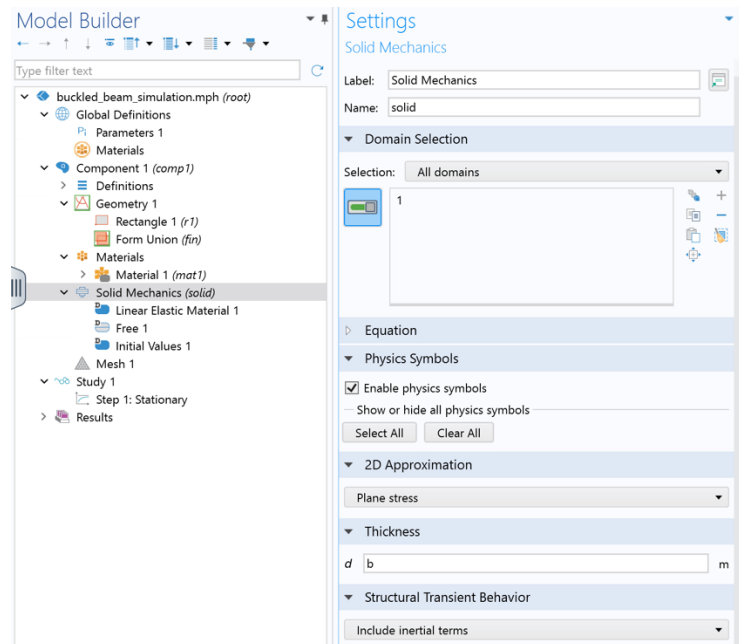 Model Builder
Type filter text
buckled_beam_simulation.mph (root)
Global Definitions
Pi Parameters 1
Materials
Component 1 (comp1)
Definitions
Geometry 1
Rectangle 1 (r1)
Form Union (fin)
Materials
Material 1 (mat1)
Solid Mechanics (solid)
D Linear Elastic Material 1
D Free 1
D Initial Values 1
Mesh 1
Study 1
Step 1: Stationary
Results
Settings
Solid Mechanics
Label: Solid Mechanics
Name: solid
Domain Selection
Selection: All domains
1
Equation
Physics Symbols
Enable physics symbols
Show or hide all physics symbols
Select All Clear All
2D Approximation
Plane stress
Thickness
d b m
Structural Transient Behavior
Include inertial terms